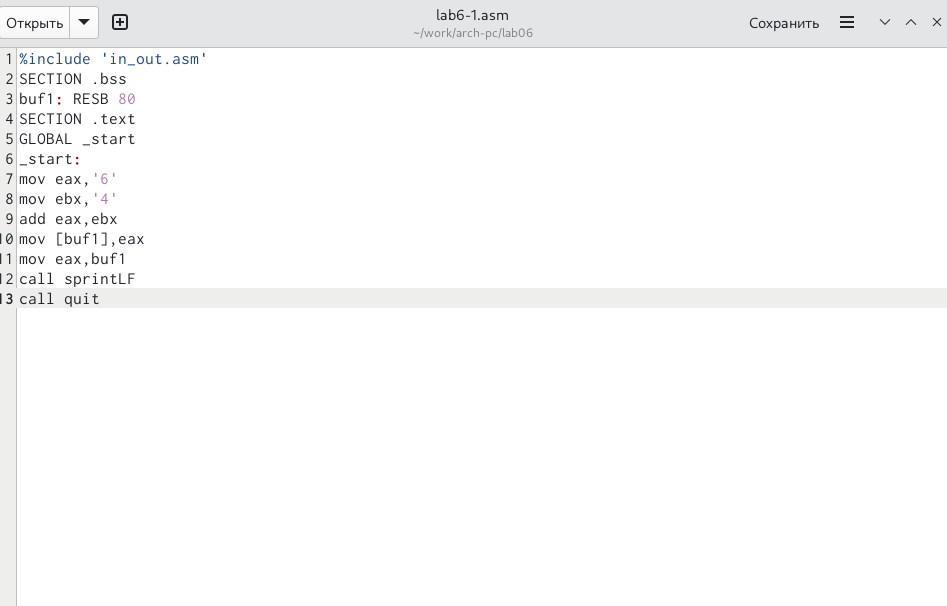 Открыть
lab6-1.asm
~/work/arch-pc/lab06
Сохранить
1 %include 'in_out.asm'
2 SECTION .bss
3 buf1: RESB 80
4 SECTION .text
5 GLOBAL _start
6 _start:
7 mov eax,'6'
8 mov ebx,'4'
9 add eax,ebx
10 mov [buf1],eax
11 mov eax,buf1
12 call sprintLF
13 call quit